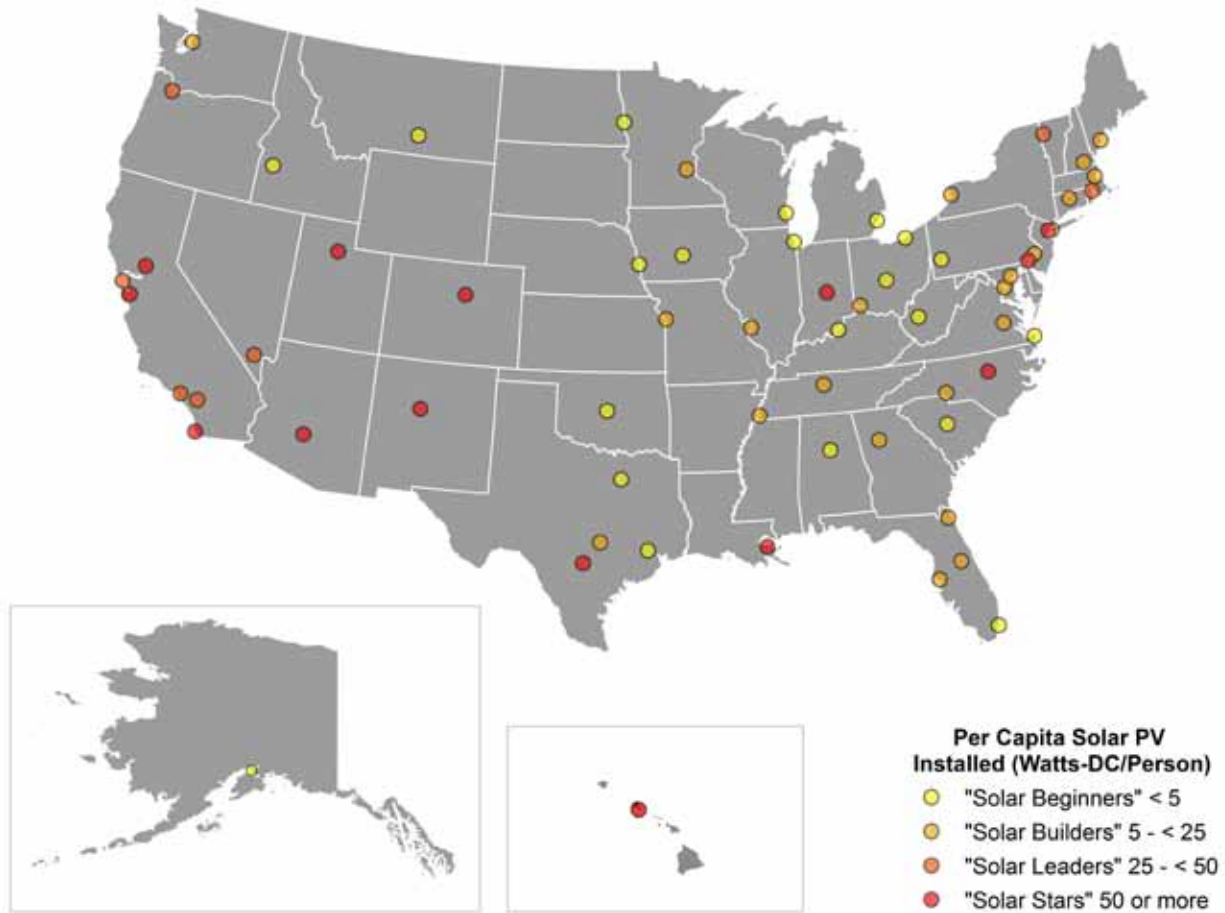 Per Capita Solar PV
Installed (Watts-DC/Person)
"Solar Beginners" < 5
"Solar Builders" 5 - < 25
"Solar Leaders" 25 - < 50
"Solar Stars" 50 or more